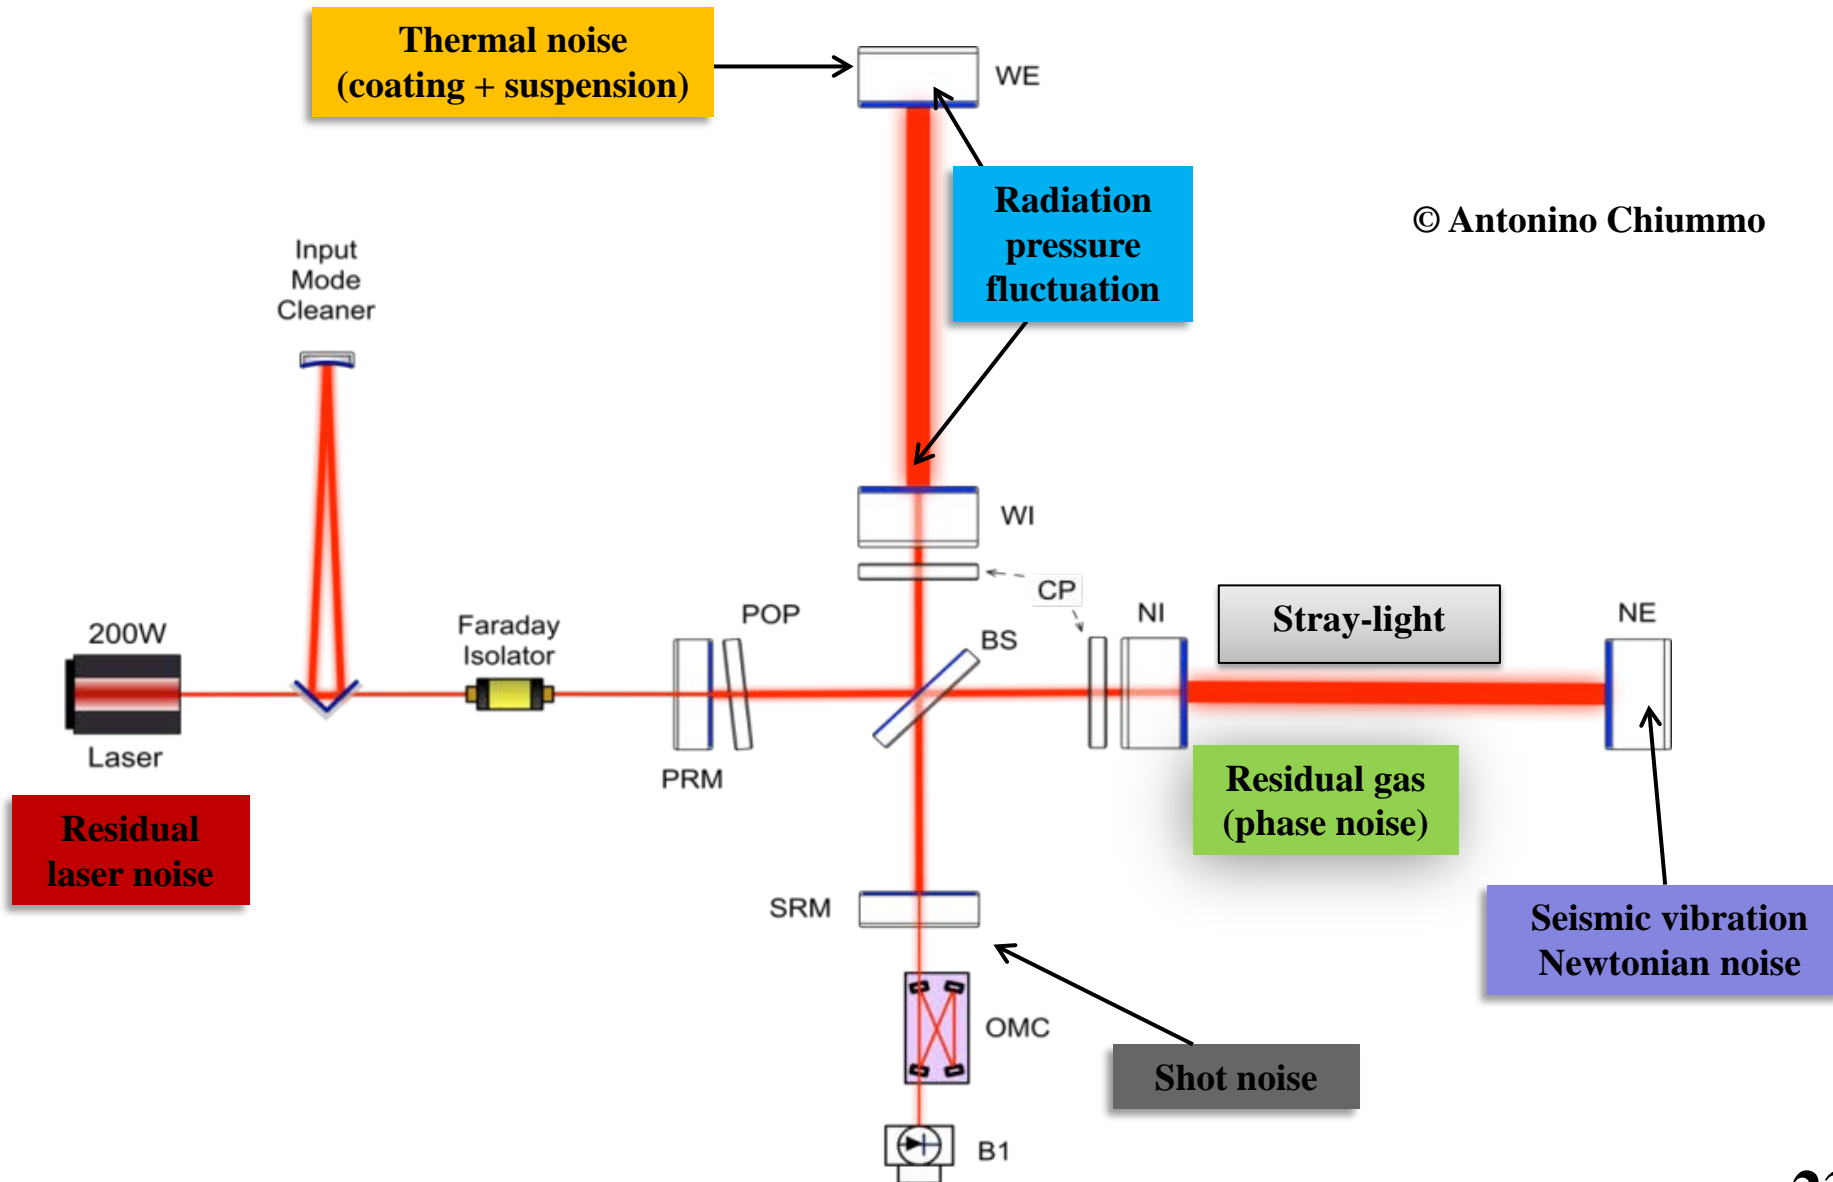 Thermal noise
(coating + suspension)
WE
Radiation
pressure
fluctuation
© Antonino Chiummo
Input
Mode
Cleaner
WI
CP
200W
Laser
Faraday
Isolator
POP
PRM
BS
NI
Stray-light
NE
Residual
laser noise
Residual gas
(phase noise)
SRM
Seismic vibration
Newtonian noise
OMC
Shot noise
B1